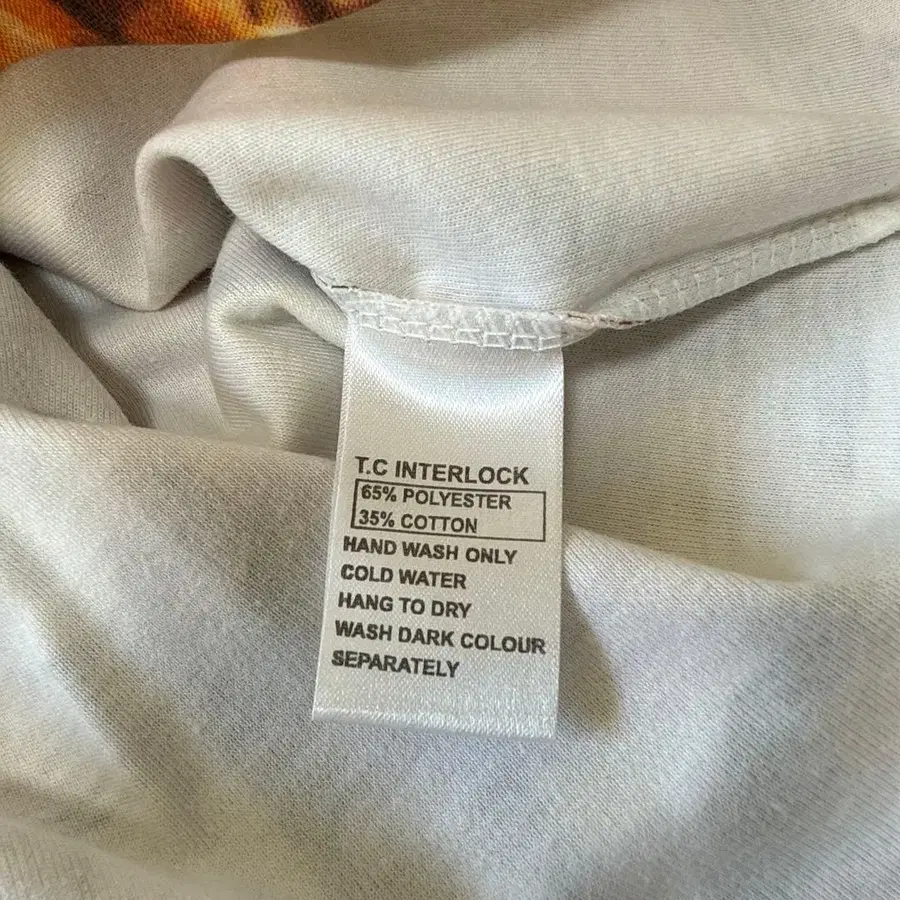 T.C INTERLOCK
65% POLYESTER
35% COTTON
HAND WASH ONLY
COLD WATER
HANG TO DRY
WASH DARK COLOUR
SEPARATELY